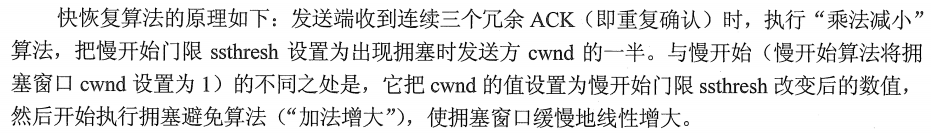 快恢复算法的原理如下：发送端收到连续三个冗余 ACK（即重复确认）时，执行“乘法减小”
算法，把慢开始门限 ssthresh 设置为出现拥塞时发送方 cwnd 的一半。与慢开始（慢开始算法将拥
塞窗口 cwnd 设置为 1）的不同之处是，它把 cwnd 的值设置为慢开始门限 ssthresh 改变后的数值，
然后开始执行拥塞避免算法（“加法增大”），使拥塞窗口缓慢地线性增大。